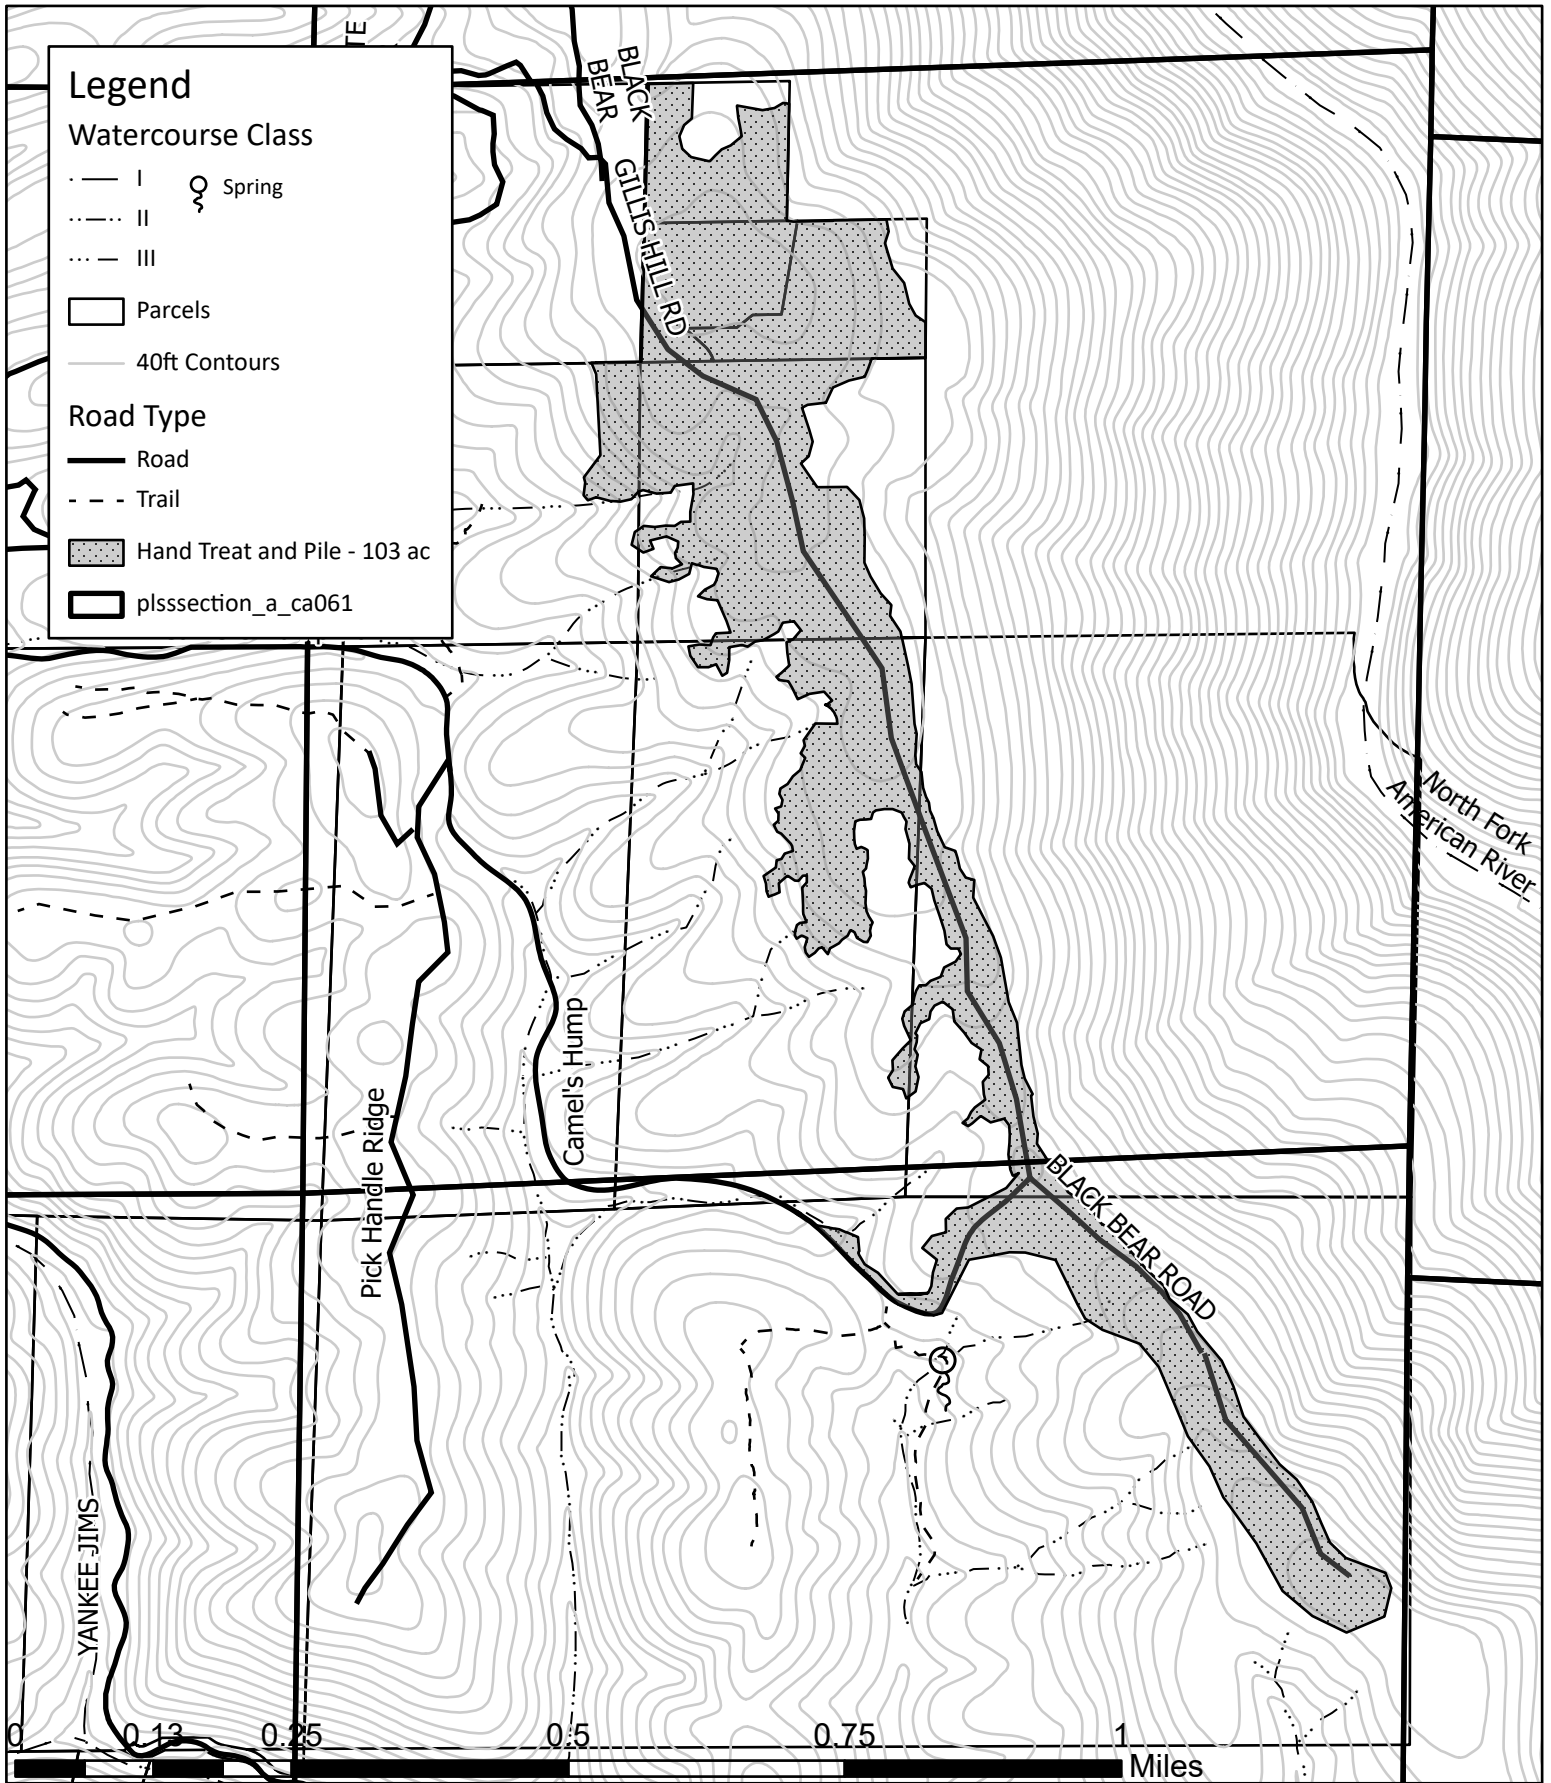 TE
BLACK
BEAR
Legend
Watercourse Class
I
Spring
II
III
Parcels
40ft Contours
Road Type
Road
Trail
Hand Treat and Pile - 103 ac
plsssection_a_ca061
GILLIS HILL RD
North Fork
American River
Camel's Hump
Pick Handle Ridge
BLACK BEAR ROAD
YANKEE JIMS
0 0.13 0.25 0.5 0.75 1
Miles